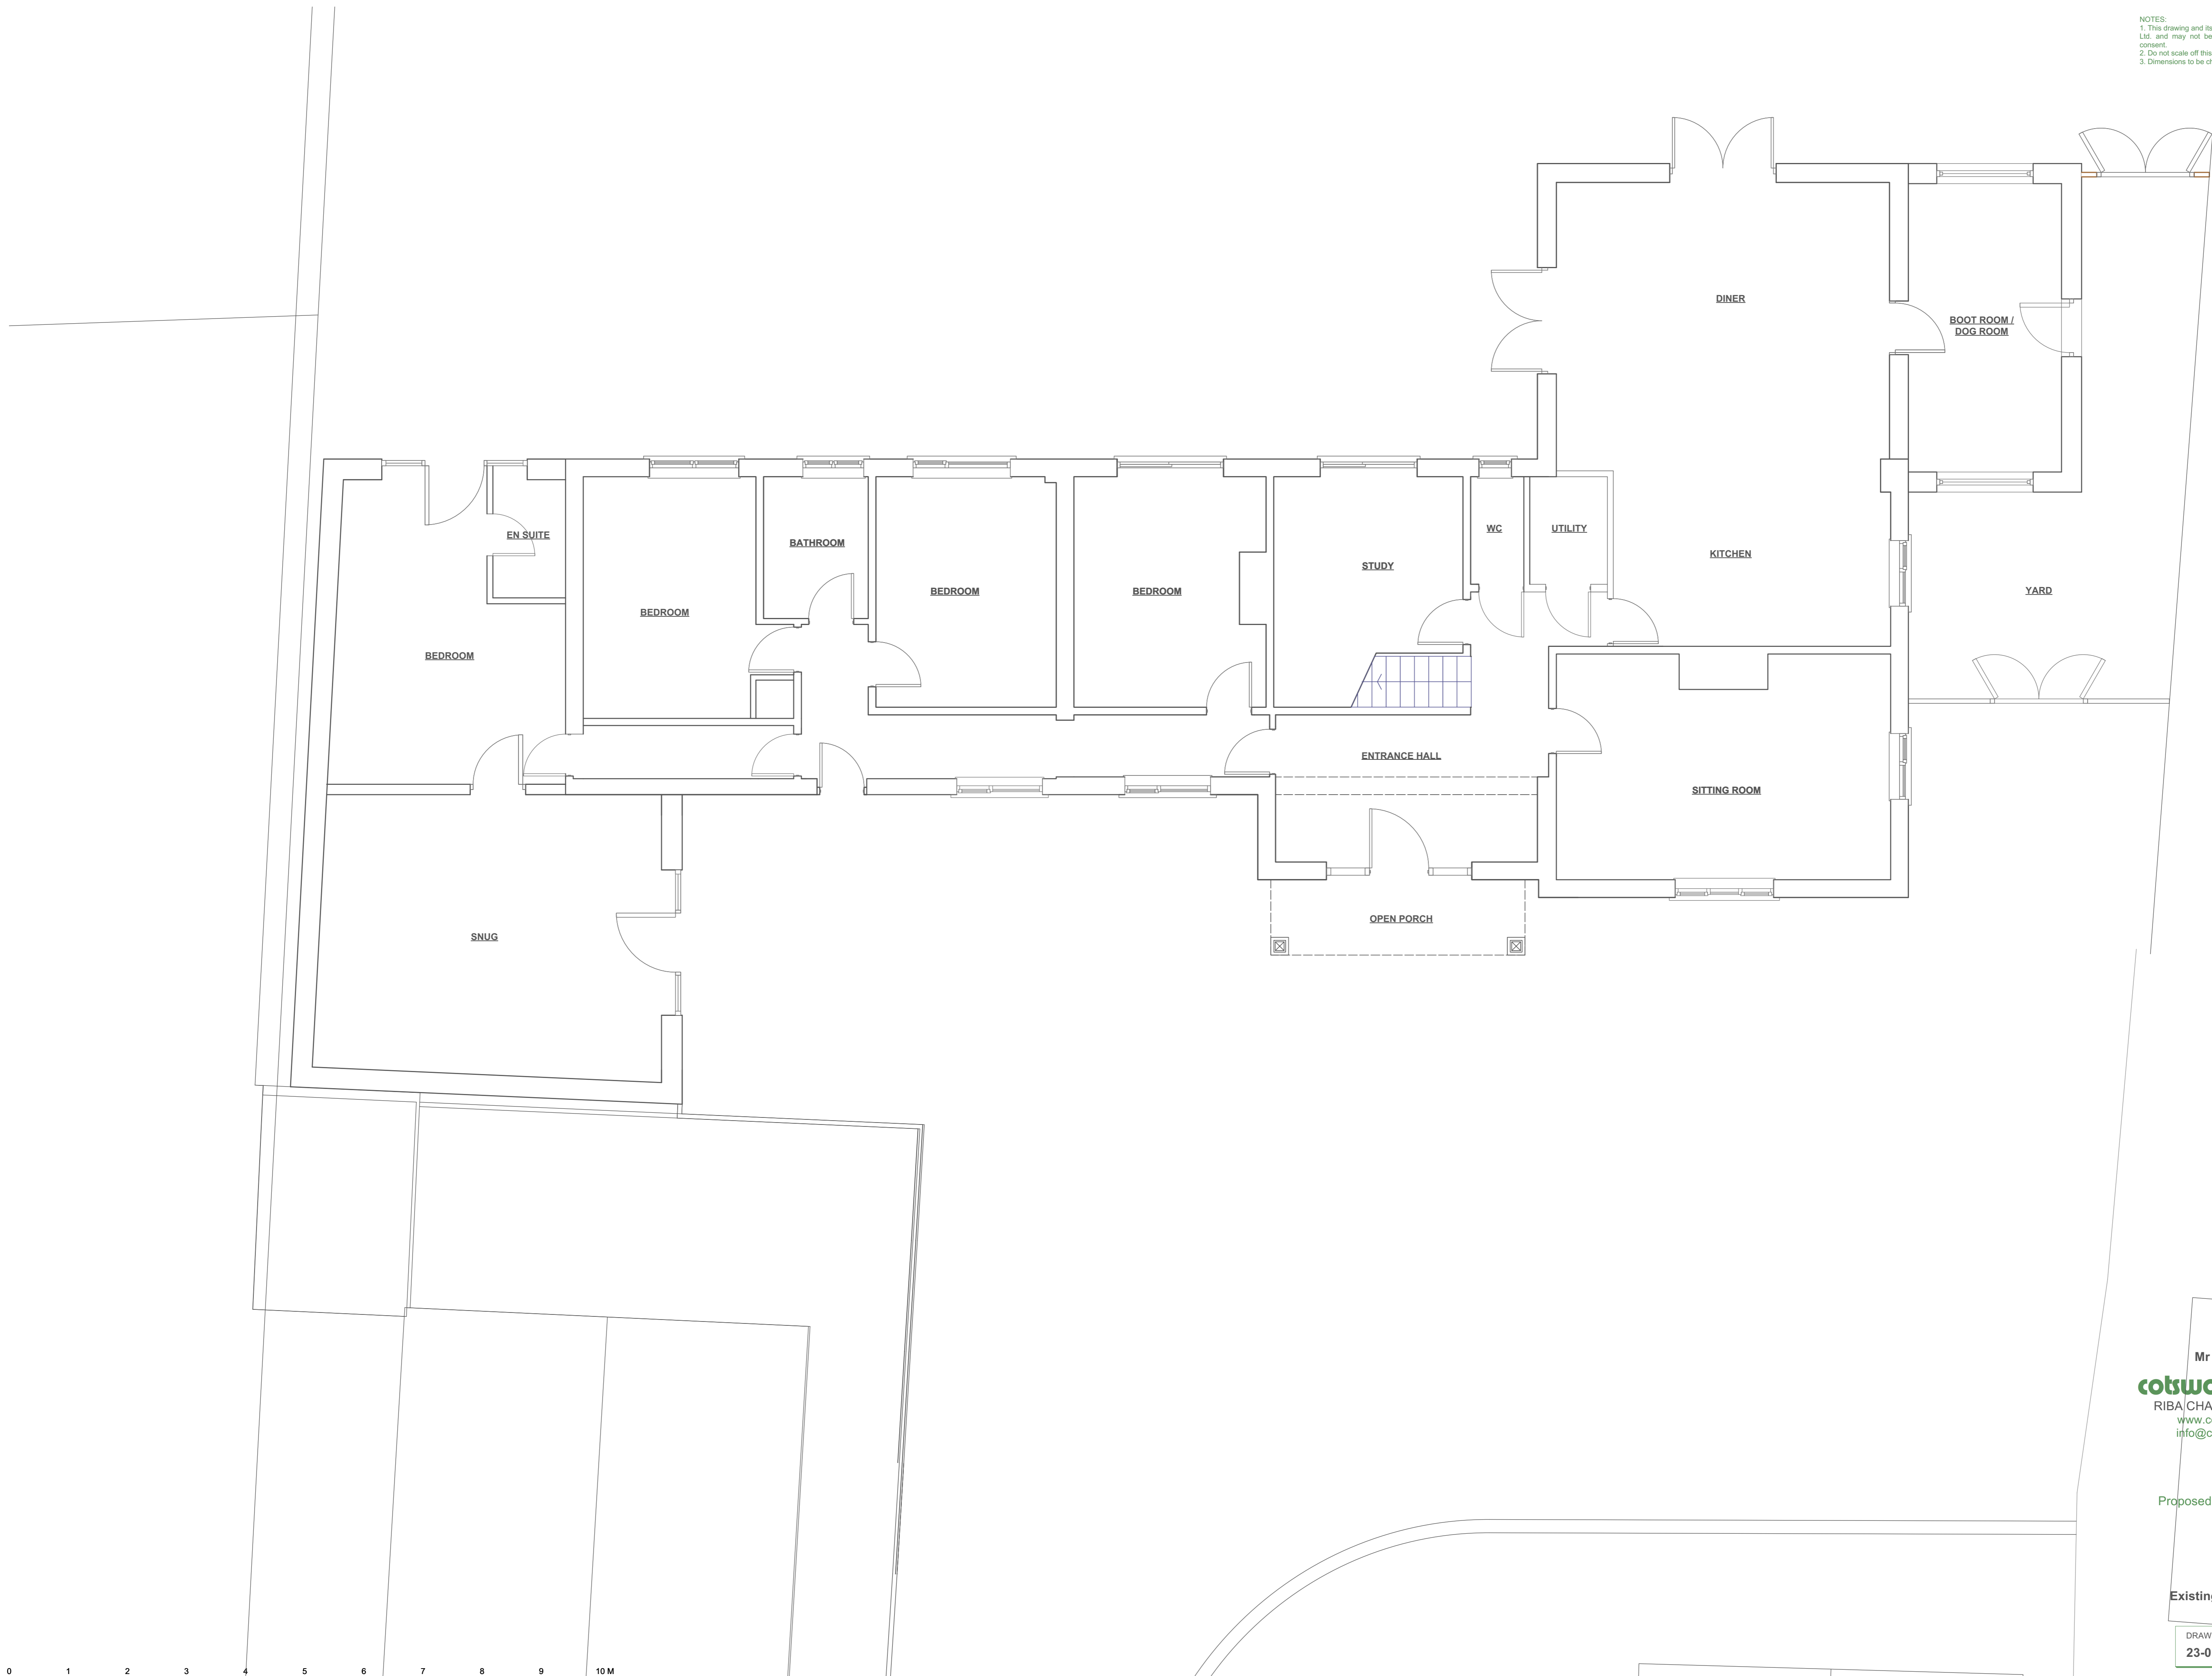 NOTES:
1. This drawing and its
Ltd. and may not be
consent.
2. Do not scale off this
3. Dimensions to be
DINER
BOOT ROOM /
DOG ROOM
EN SUITE
BATHROOM
WC
UTILITY
KITCHEN
STUDY
BEDROOM
BEDROOM
BEDROOM
YARD
BEDROOM
ENTRANCE HALL
SITTING ROOM
OPEN PORCH
SNUG
Mr
cotswo
RIBA CHA
www.c
info@c
Proposed
Existing
DRAW
23-0
0 1 2 3 4 5 6 7 8 9 10 M